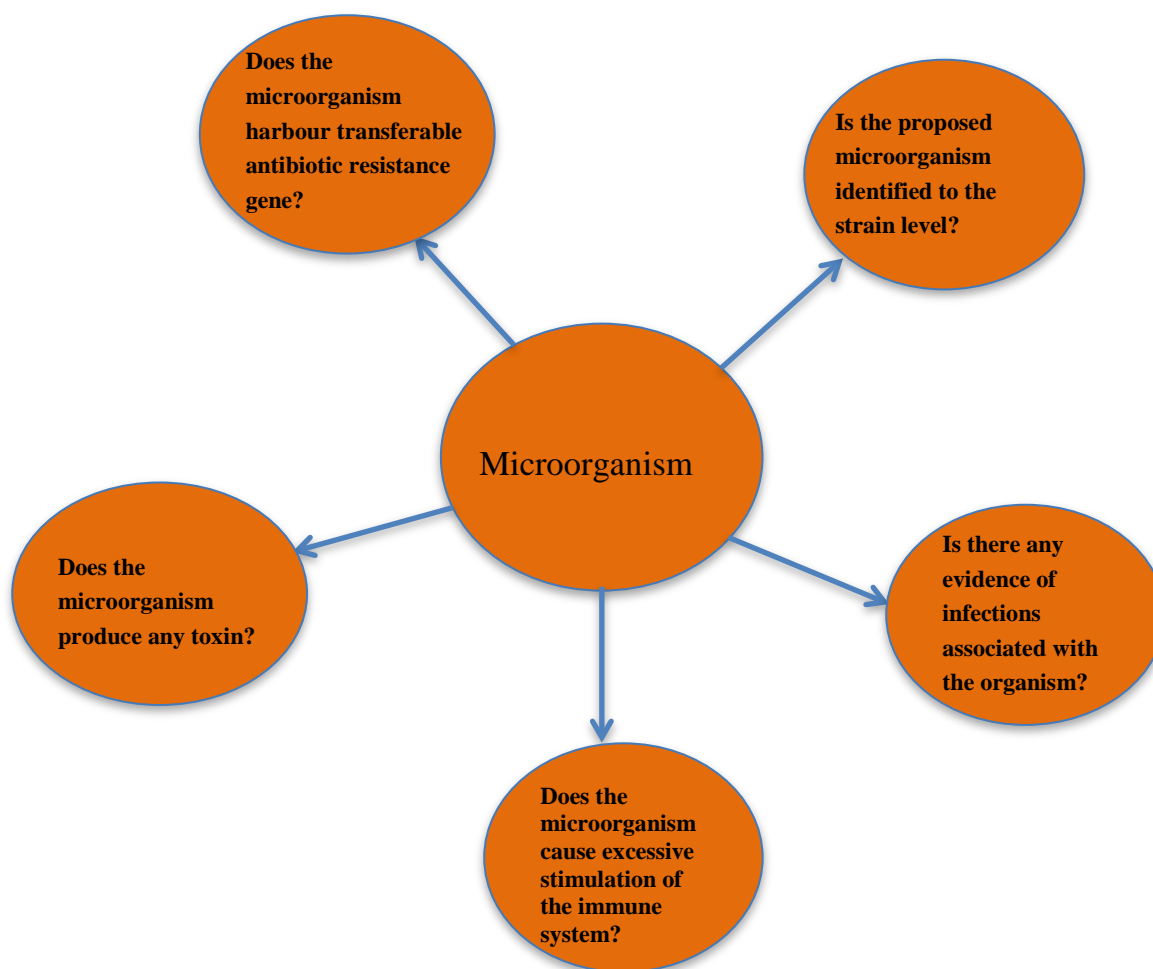 Does the
microorganism
harbour transferable
antibiotic resistance
gene?
Is the proposed
microorganism
identified to the
strain level?
Microorganism
Does the
microorganism
produce any toxin?
Is there any
evidence of
infections
associated with
the organism?
Does the
microorganism
cause excessive
stimulation of
the immune
system?